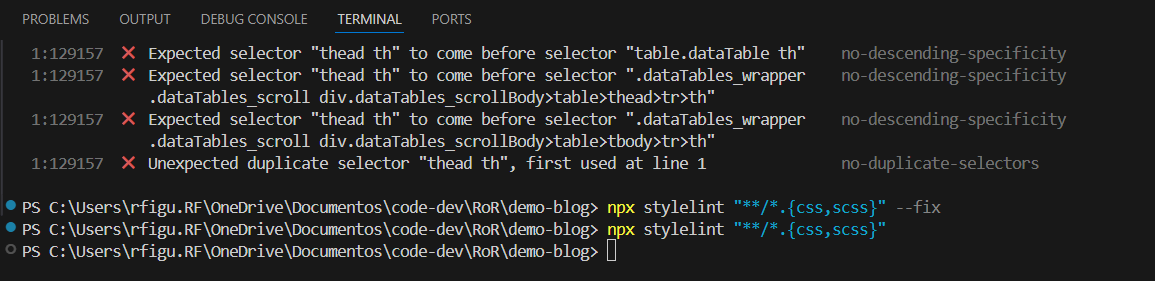 PROBLEMS OUTPUT DEBUG CONSOLE TERMINAL PORTS
1:129157 ✖ Expected selector "thead th" to come before selector "table.dataTable th" no-descending-specificity
1:129157 ✖ Expected selector "thead th" to come before selector ".dataTables_wrapper no-descending-specificity
.dataTables_scroll div.dataTables_scrollBody>table>thead>tr>th"
1:129157 ✖ Expected selector "thead th" to come before selector ".dataTables_wrapper no-descending-specificity
.dataTables_scroll div.dataTables_scrollBody>table>tbody>tr>th"
1:129157 ✖ Unexpected duplicate selector "thead th", first used at line 1 no-duplicate-selectors
PS C:\Users\rfigu.RF\OneDrive\Documentos\code-dev\RoR\demo-blog> npx stylelint "**/*.{css,scss}" --fix
PS C:\Users\rfigu.RF\OneDrive\Documentos\code-dev\RoR\demo-blog> npx stylelint "**/*.{css,scss}"
PS C:\Users\rfigu.RF\OneDrive\Documentos\code-dev\RoR\demo-blog>